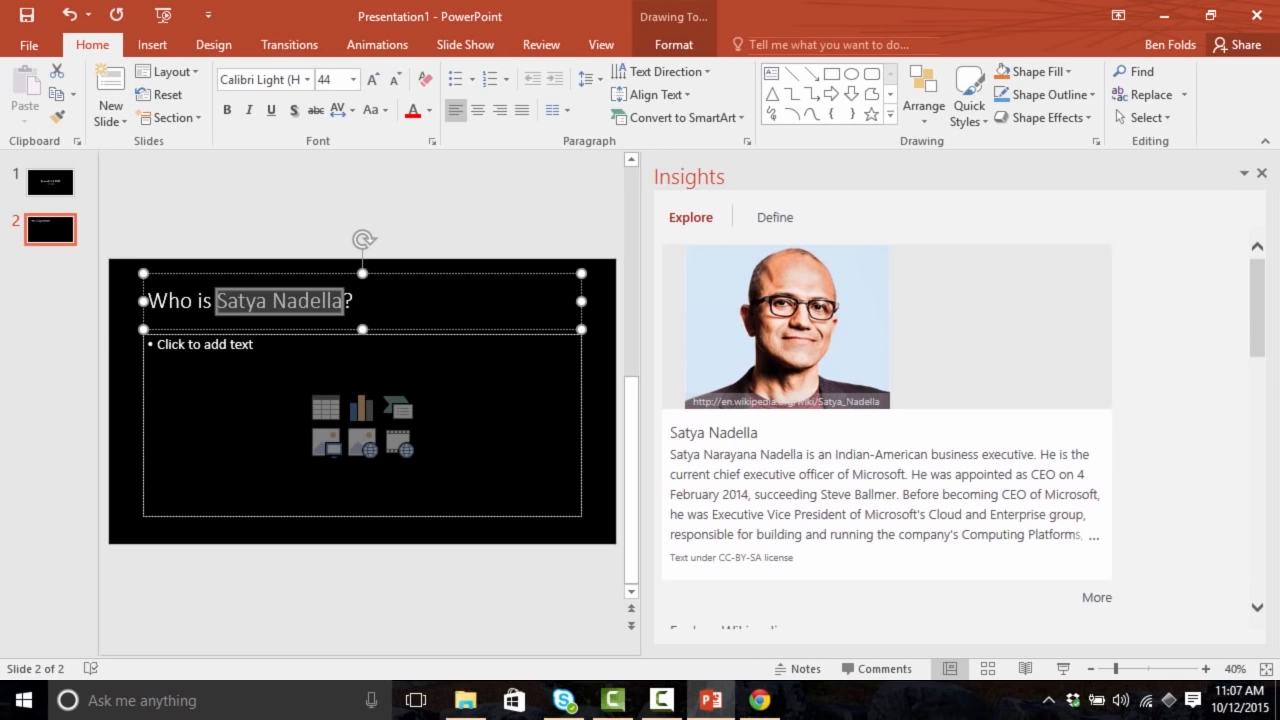 Presentation1 - PowerPoint
Drawing To...
File
Home
Insert
Design
Transitions
Animations
Slide Show
Review
View
Format
Tell me what you want to do...
Ben Folds
Share
Paste
Clipboard
New
Slide
Layout
Reset
Section
Slides
Calibri Light (H
44
B I U S abc AV Aa A
Font
Text Direction
Align Text
Convert to SmartArt
Paragraph
Arrange
Quick
Styles
Shape Fill
Shape Outline
Shape Effects
Drawing
Find
Replace
Select
Editing
1
2
Who is Satya Nadella?
• Click to add text
Insights
Explore
Define
http://en.wikipedia.org/wiki/Satya_Nadella
Satya Nadella
Satya Narayana Nadella is an Indian-American business executive. He is the
current chief executive officer of Microsoft. He was appointed as CEO on 4
February 2014, succeeding Steve Ballmer. Before becoming CEO of Microsoft,
he was Executive Vice President of Microsoft's Cloud and Enterprise group,
responsible for building and running the company's Computing Platforms, ...
Text under CC-BY-SA license
More
Slide 2 of 2
Notes
Comments
40%
Ask me anything
11:07 AM
10/12/2015